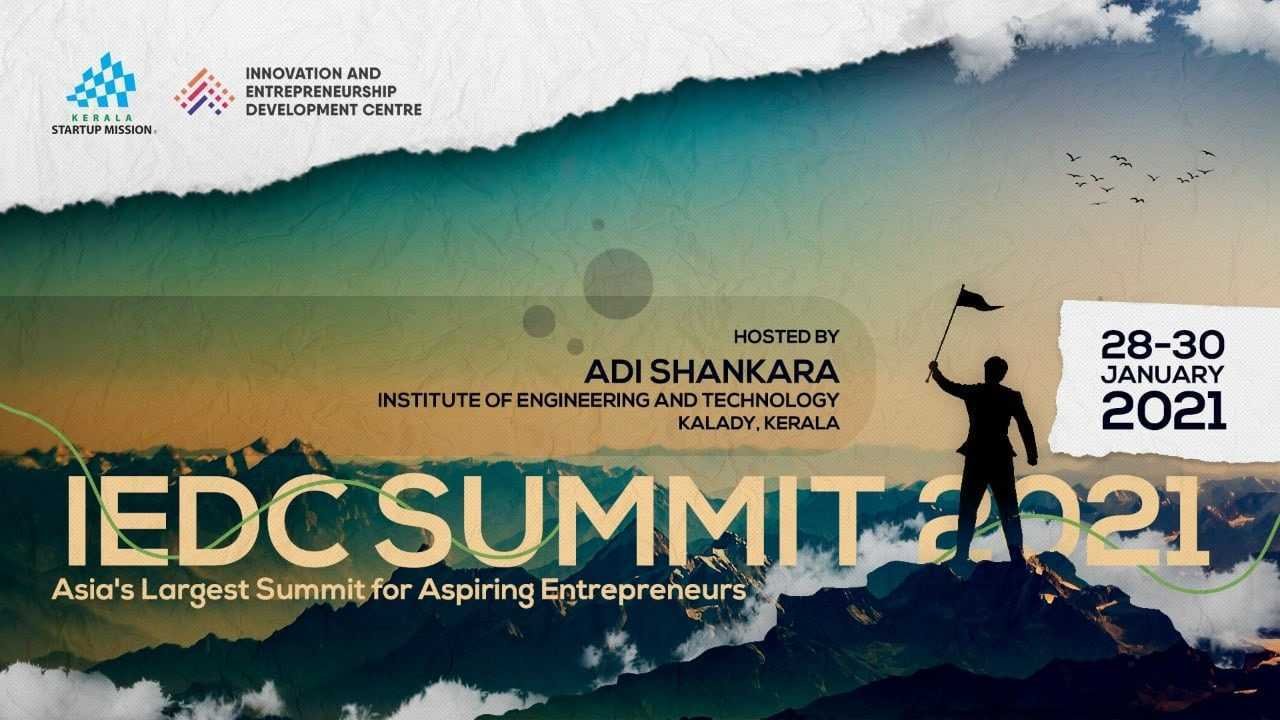 KERALA
STARTUP MISSION
INNOVATION AND
ENTREPRENEURSHIP
DEVELOPMENT CENTRE
HOSTED BY
ADI SHANKARA
INSTITUTE OF ENGINEERING AND TECHNOLOGY
KALADY, KERALA
28-30
JANUARY
2021
IEDC SUMMIT 2021
Asia's Largest Summit for Aspiring Entrepreneurs